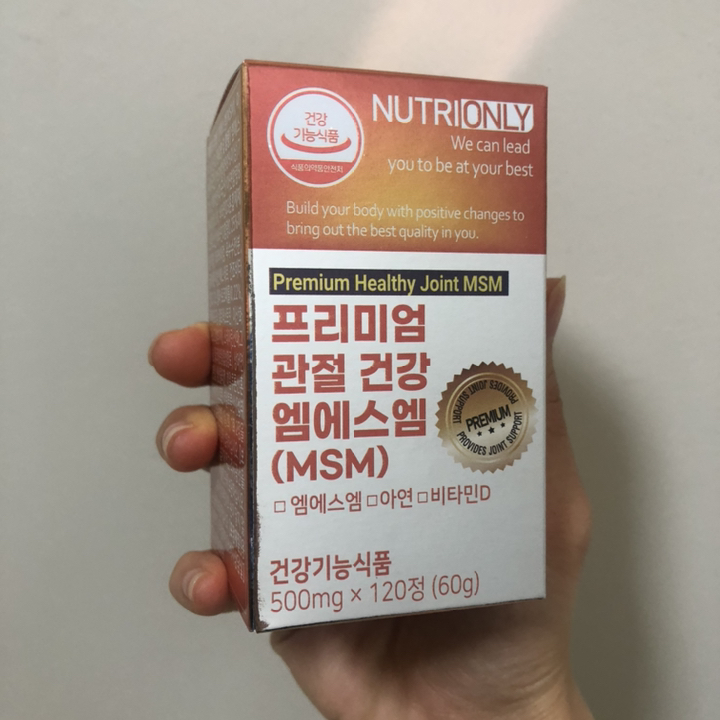 건강
기능식품
식품의약품안전처
NUTRIONLY
We can lead
you to be at your best
Build your body with positive changes to
bring out the best quality in you.
Premium Healthy Joint MSM
프리미엄
관절 건강
엠에스엠
(MSM)
PROVIDES JOINT SUPPORT
PREMIUM
PROVIDES JOINT SUPPORT
□ 엠에스엠 □ 아연 □ 비타민D
건강기능식품
500mg × 120정 (60g)